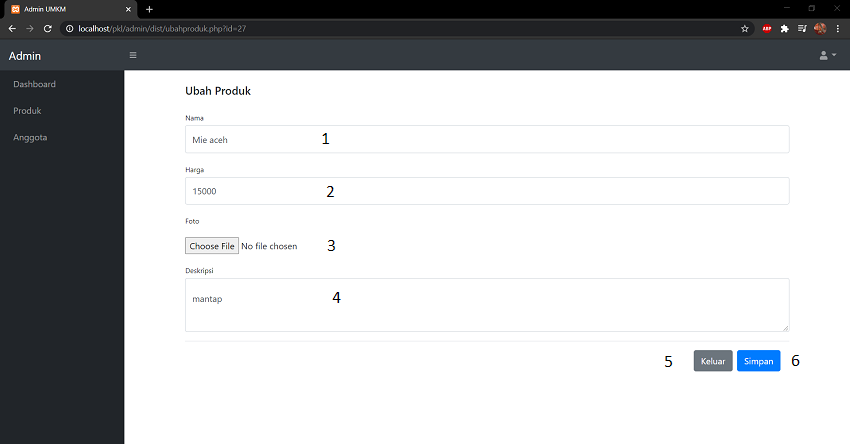 Admin UMKM
localhost/pkl/admin/dist/ubahproduk.php?id=27
ABP
Admin
Dashboard
Produk
Anggota
Ubah Produk
Nama
Mie aceh 1
Harga
15000 2
Foto
Choose File No file chosen 3
Deskripsi
mantap 4
5 Keluar Simpan 6